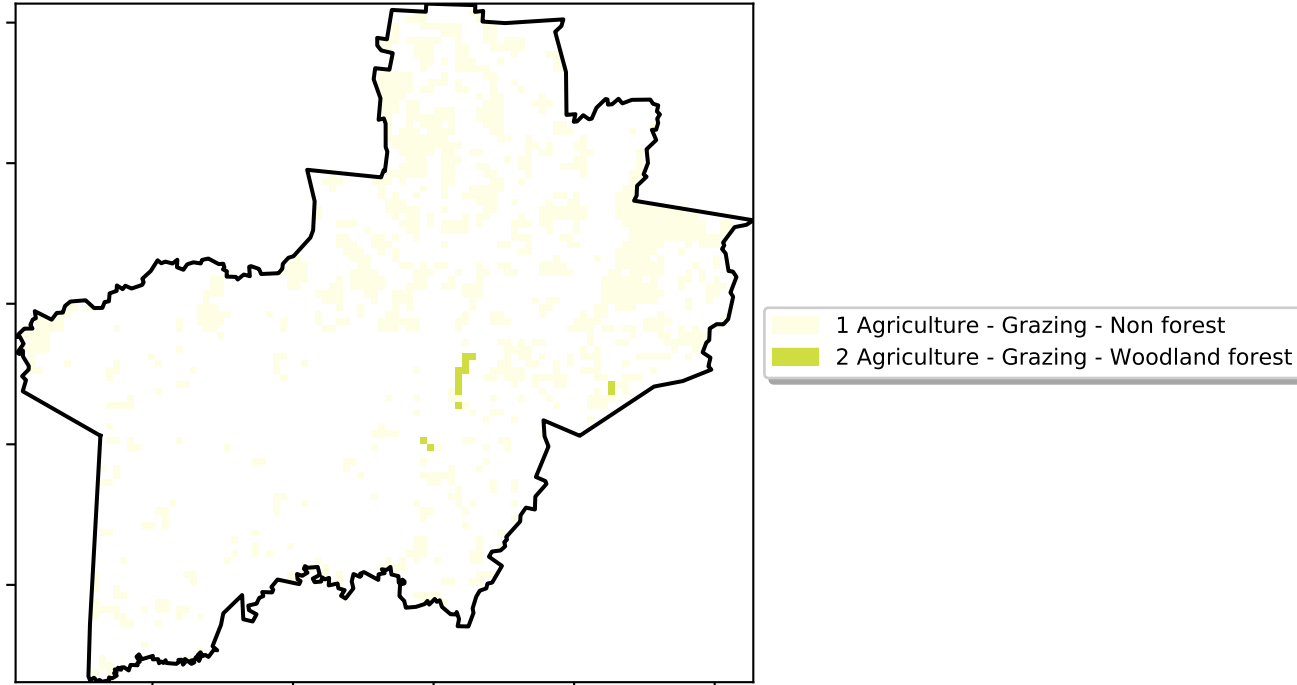 1 Agriculture - Grazing - Non forest
2 Agriculture - Grazing - Woodland forest